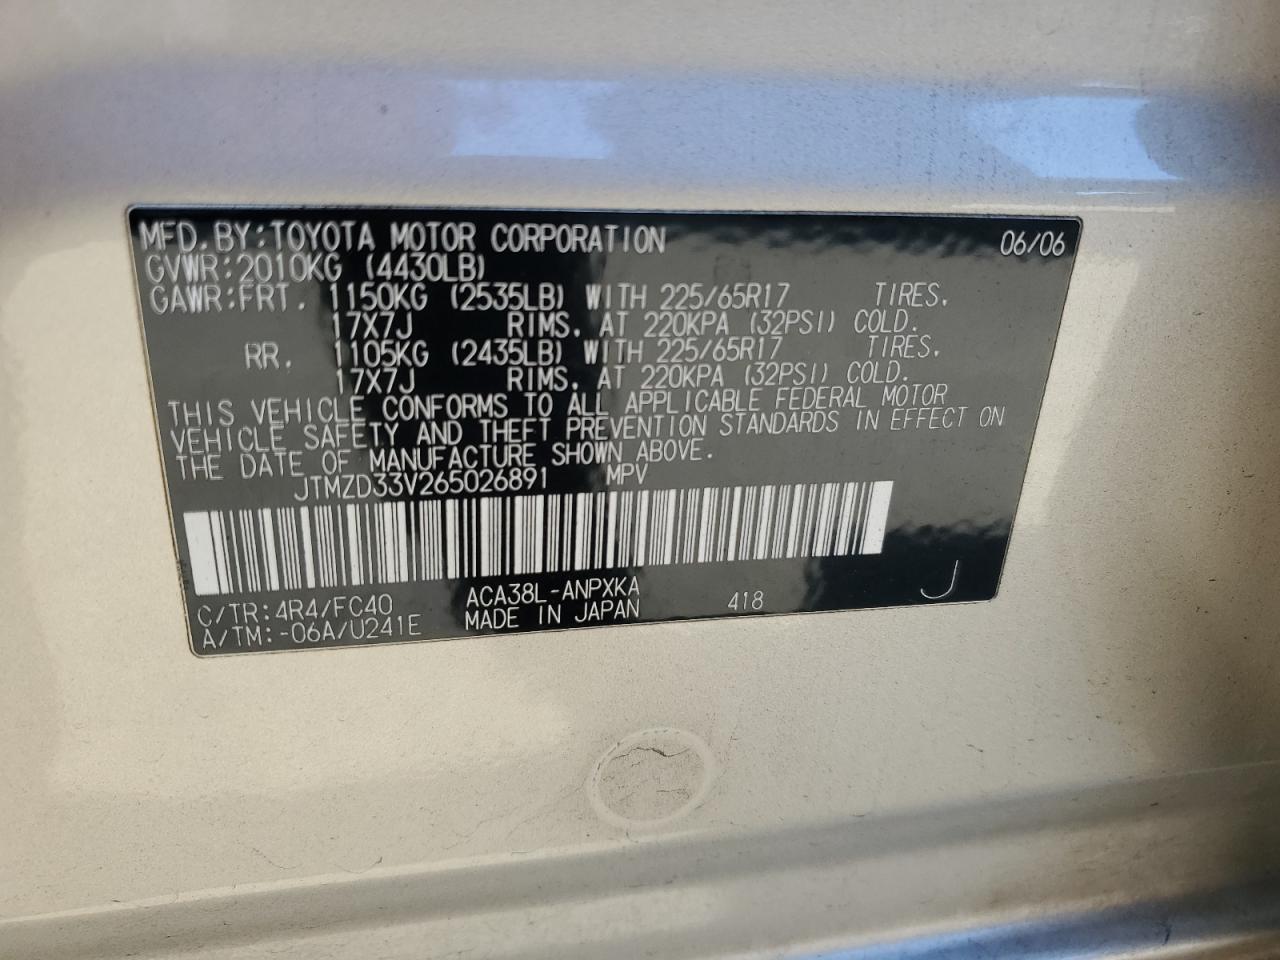 MFD.BY:TOYOTA MOTOR CORPORATION 06/06
GVWR:2010KG (4430LB)
GAWR:FRT. 1150KG (2535LB) WITH 225/65R17 TIRES.
17X7J RIMS. AT 220KPA (32PSI) COLD.
RR. 1105KG (2435LB) WITH 225/65R17 TIRES.
17X7J RIMS. AT 220KPA (32PSI) COLD.
THIS VEHICLE CONFORMS TO ALL APPLICABLE FEDERAL MOTOR
VEHICLE SAFETY AND THEFT PREVENTION STANDARDS IN EFFECT ON
THE DATE OF MANUFACTURE SHOWN ABOVE.
JTMZD33V265026891 MPV
C/TR:4R4/FC40 ACA38L-ANPXKA 418 J
A/TM:-06A/U241E MADE IN JAPAN